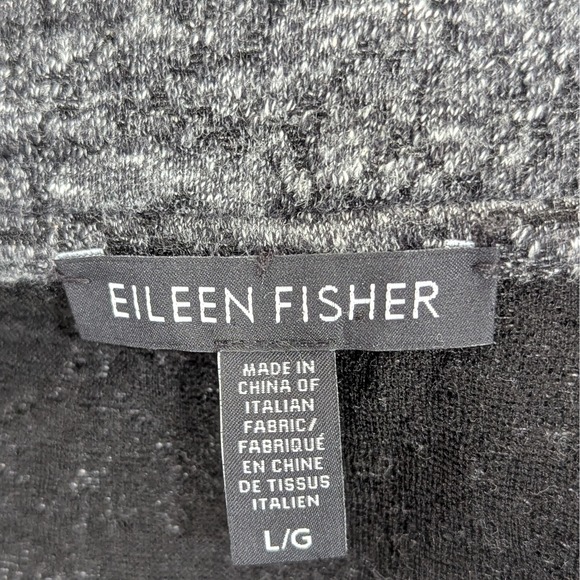 EILEEN FISHER
MADE IN
CHINA OF
ITALIAN
FABRIC/
FABRIQUÉ
EN CHINE
DE TISSUS
ITALIEN
L/G